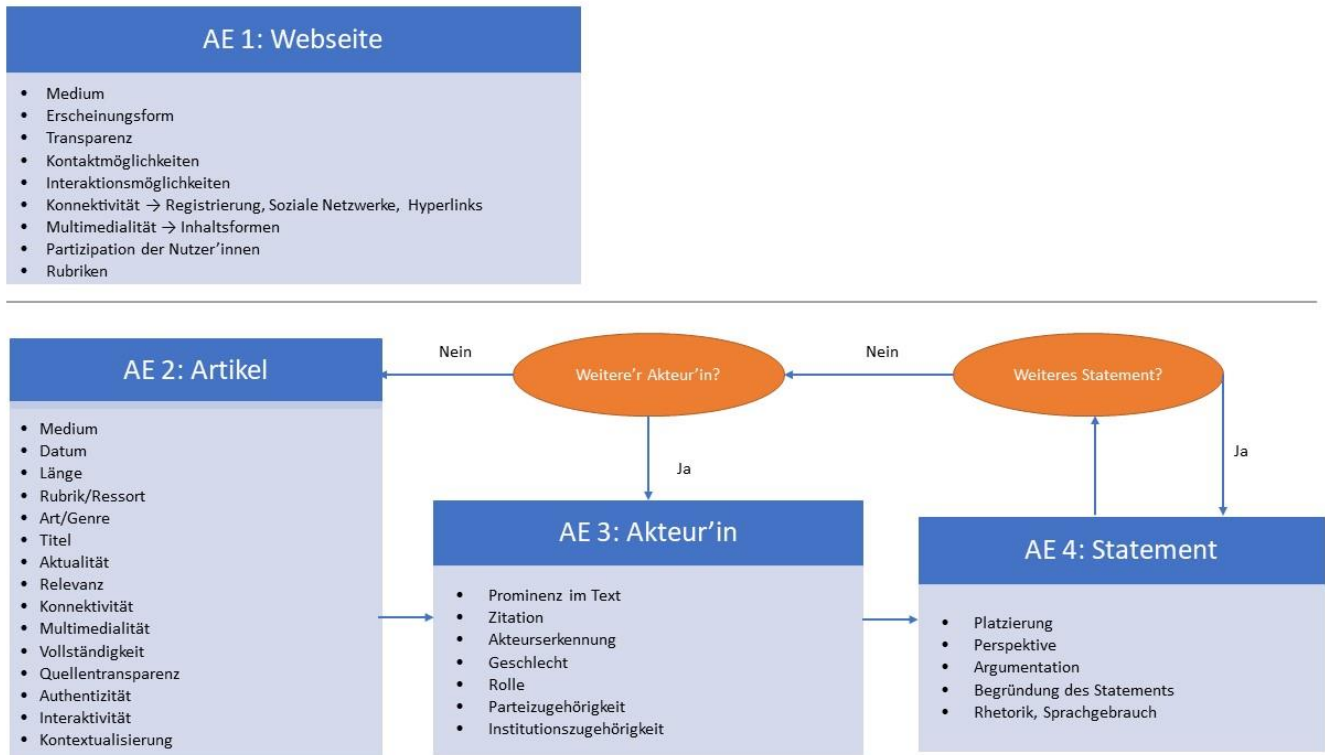 AE 1: Webseite
Medium
Erscheinungsform
Transparenz
Kontaktmöglichkeiten
Interaktionsmöglichkeiten
Konnektivität → Registrierung, Soziale Netzwerke, Hyperlinks
Multimedialität → Inhaltsformen
Partizipation der Nutzer'innen
Rubriken
Nein
Nein
Weitere'r Akteur'in?
Weiteres Statement?
Ja
Ja
AE 2: Artikel
Medium
Datum
Länge
Rubrik/Ressort
Art/Genre
Titel
Aktualität
Relevanz
Konnektivität
Multimedialität
Vollständigkeit
Quellentransparenz
Authentizität
Interaktivität
Kontextualisierung
AE 3: Akteur'in
Prominenz im Text
Zitation
Akteurserkennung
Geschlecht
Rolle
Parteizugehörigkeit
Institutionszugehörigkeit
AE 4: Statement
Platzierung
Perspektive
Argumentation
Begründung des Statements
Rhetorik, Sprachgebrauch